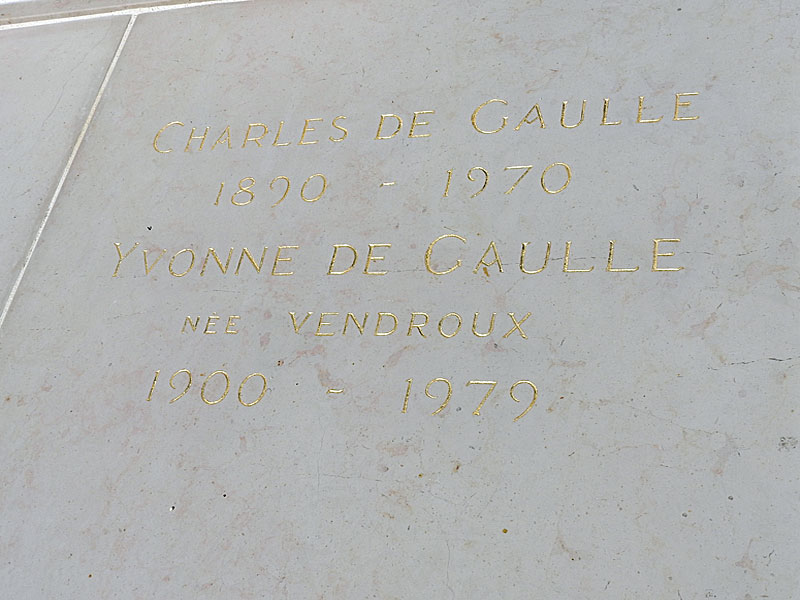 CHARLES DE GAULLE
1890 - 1970
YVONNE DE GAULLE
NÉE VENDROUX
1900 - 1979